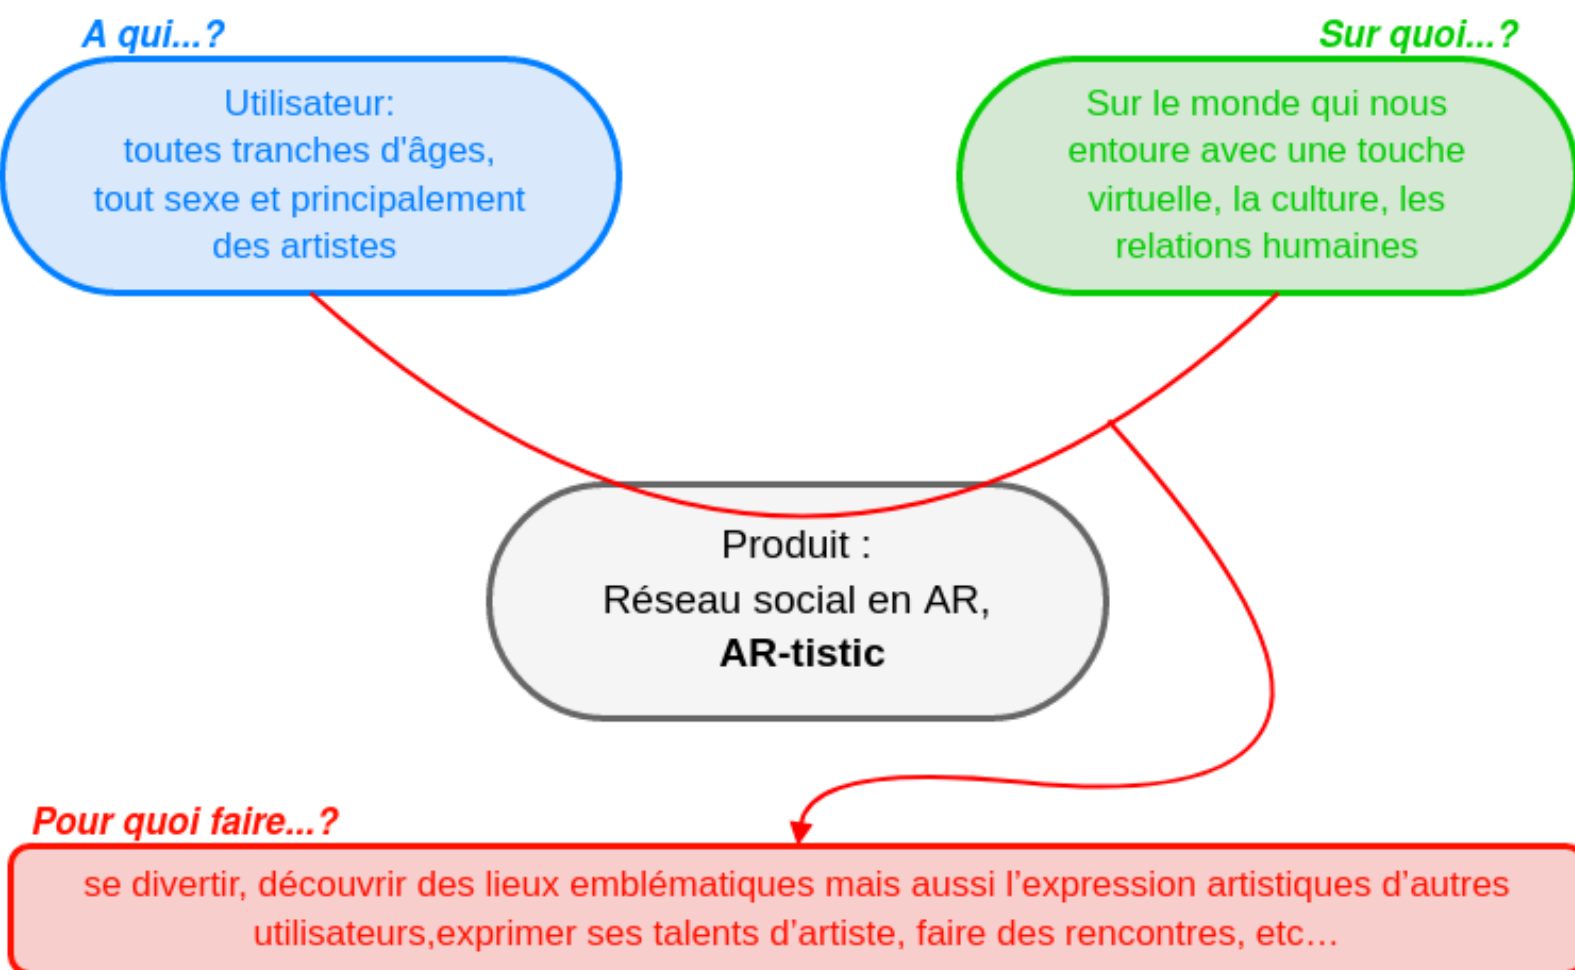 A qui...?
Utilisateur:
toutes tranches d'âges,
tout sexe et principalement
des artistes
Sur quoi...?
Sur le monde qui nous
entoure avec une touche
virtuelle, la culture, les
relations humaines
Produit :
Réseau social en AR,
AR-tistic
Pour quoi faire...?
se divertir, découvrir des lieux emblématiques mais aussi l’expression artistiques d’autres
utilisateurs,exprimer ses talents d’artiste, faire des rencontres, etc…